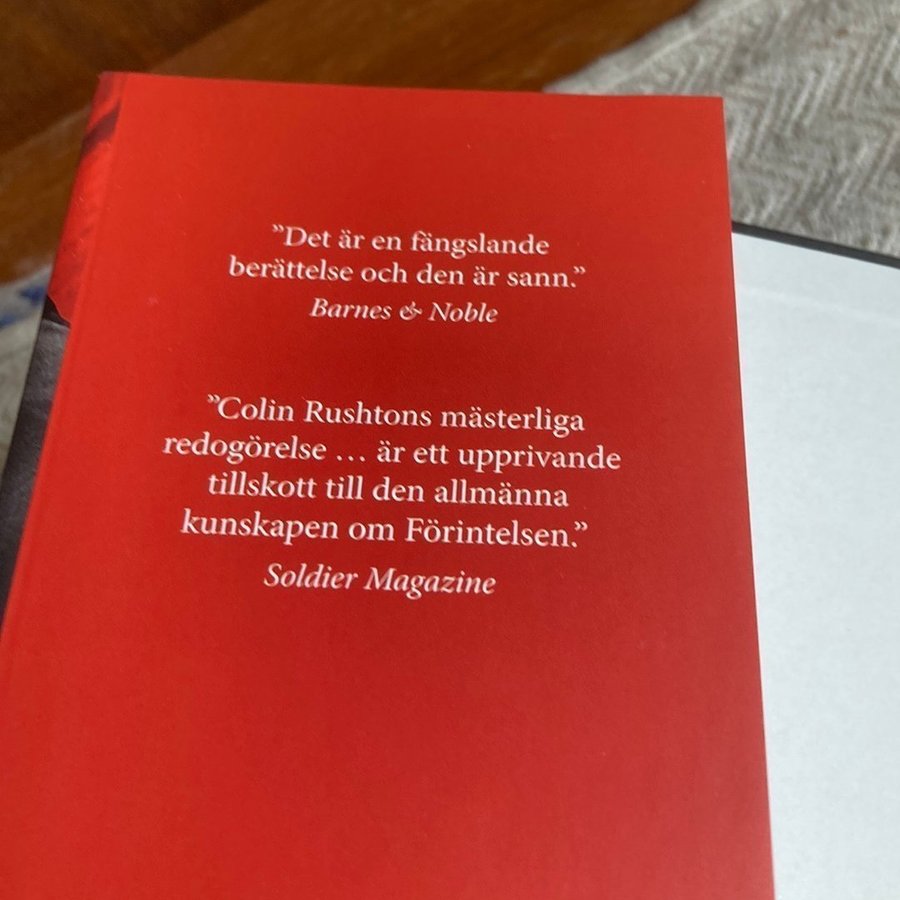 ”Det är en fängslande
berättelse och den är sann.”
Barnes & Noble
”Colin Rushtons mästerliga
redogörelse … är ett upprivande
tillskott till den allmänna
kunskapen om Förintelsen.”
Soldier Magazine